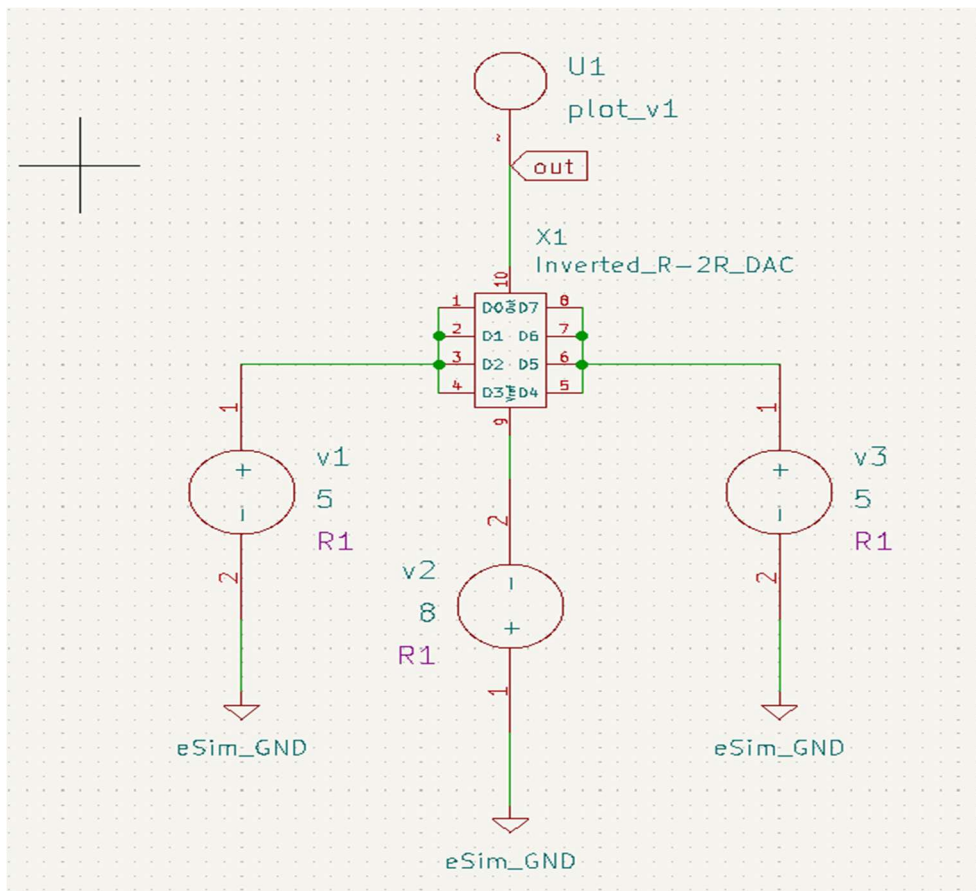 U1
plot_v1
~
out
X1
Inverted_R-2R_DAC
10
1 D0 D7 8
2 D1 D6 7
3 D2 D5 6
4 D3 D4 5
9
1
v1
+
5
-
R1
2
2
v2
-
8
+
R1
1
1
v3
+
5
-
R1
2
eSim_GND
eSim_GND
eSim_GND